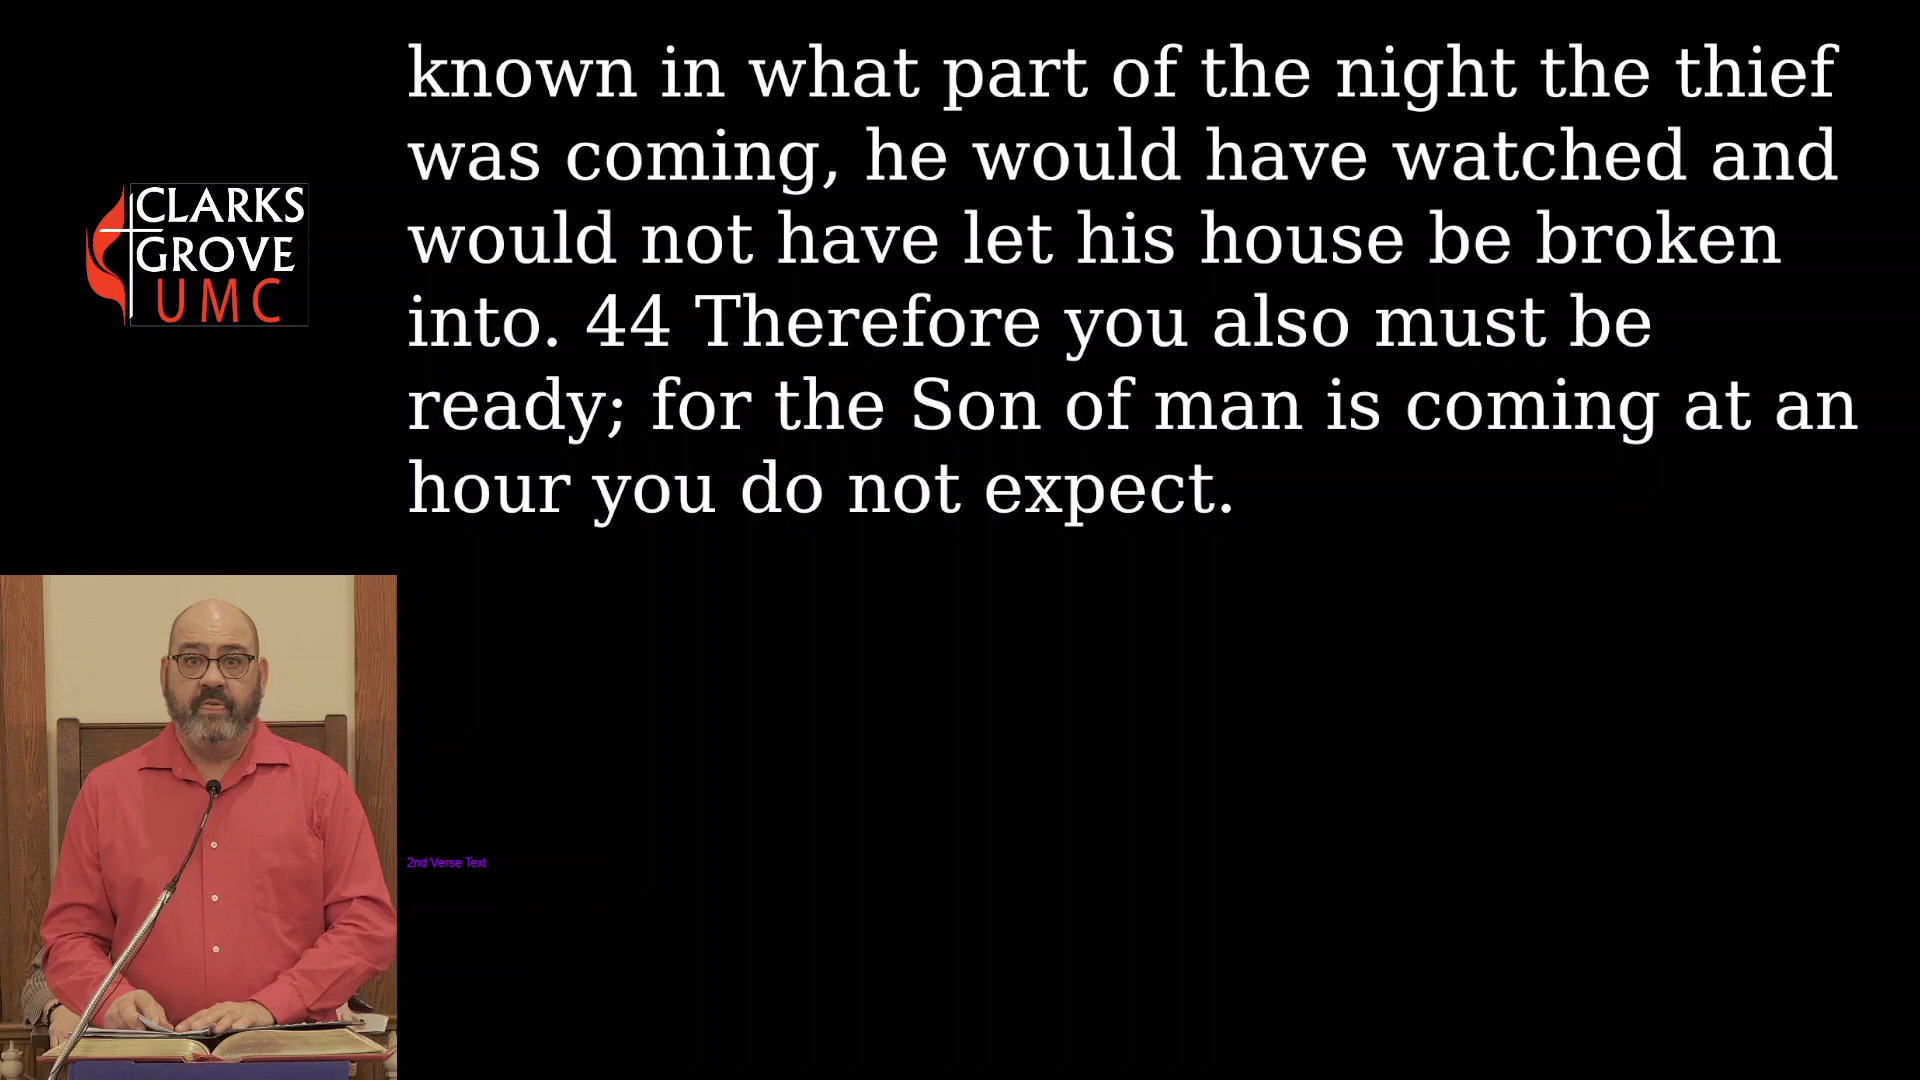 CLARKS
GROVE
UMC
known in what part of the night the thief
was coming, he would have watched and
would not have let his house be broken
into. 44 Therefore you also must be
ready; for the Son of man is coming at an
hour you do not expect.
2nd Verse Text